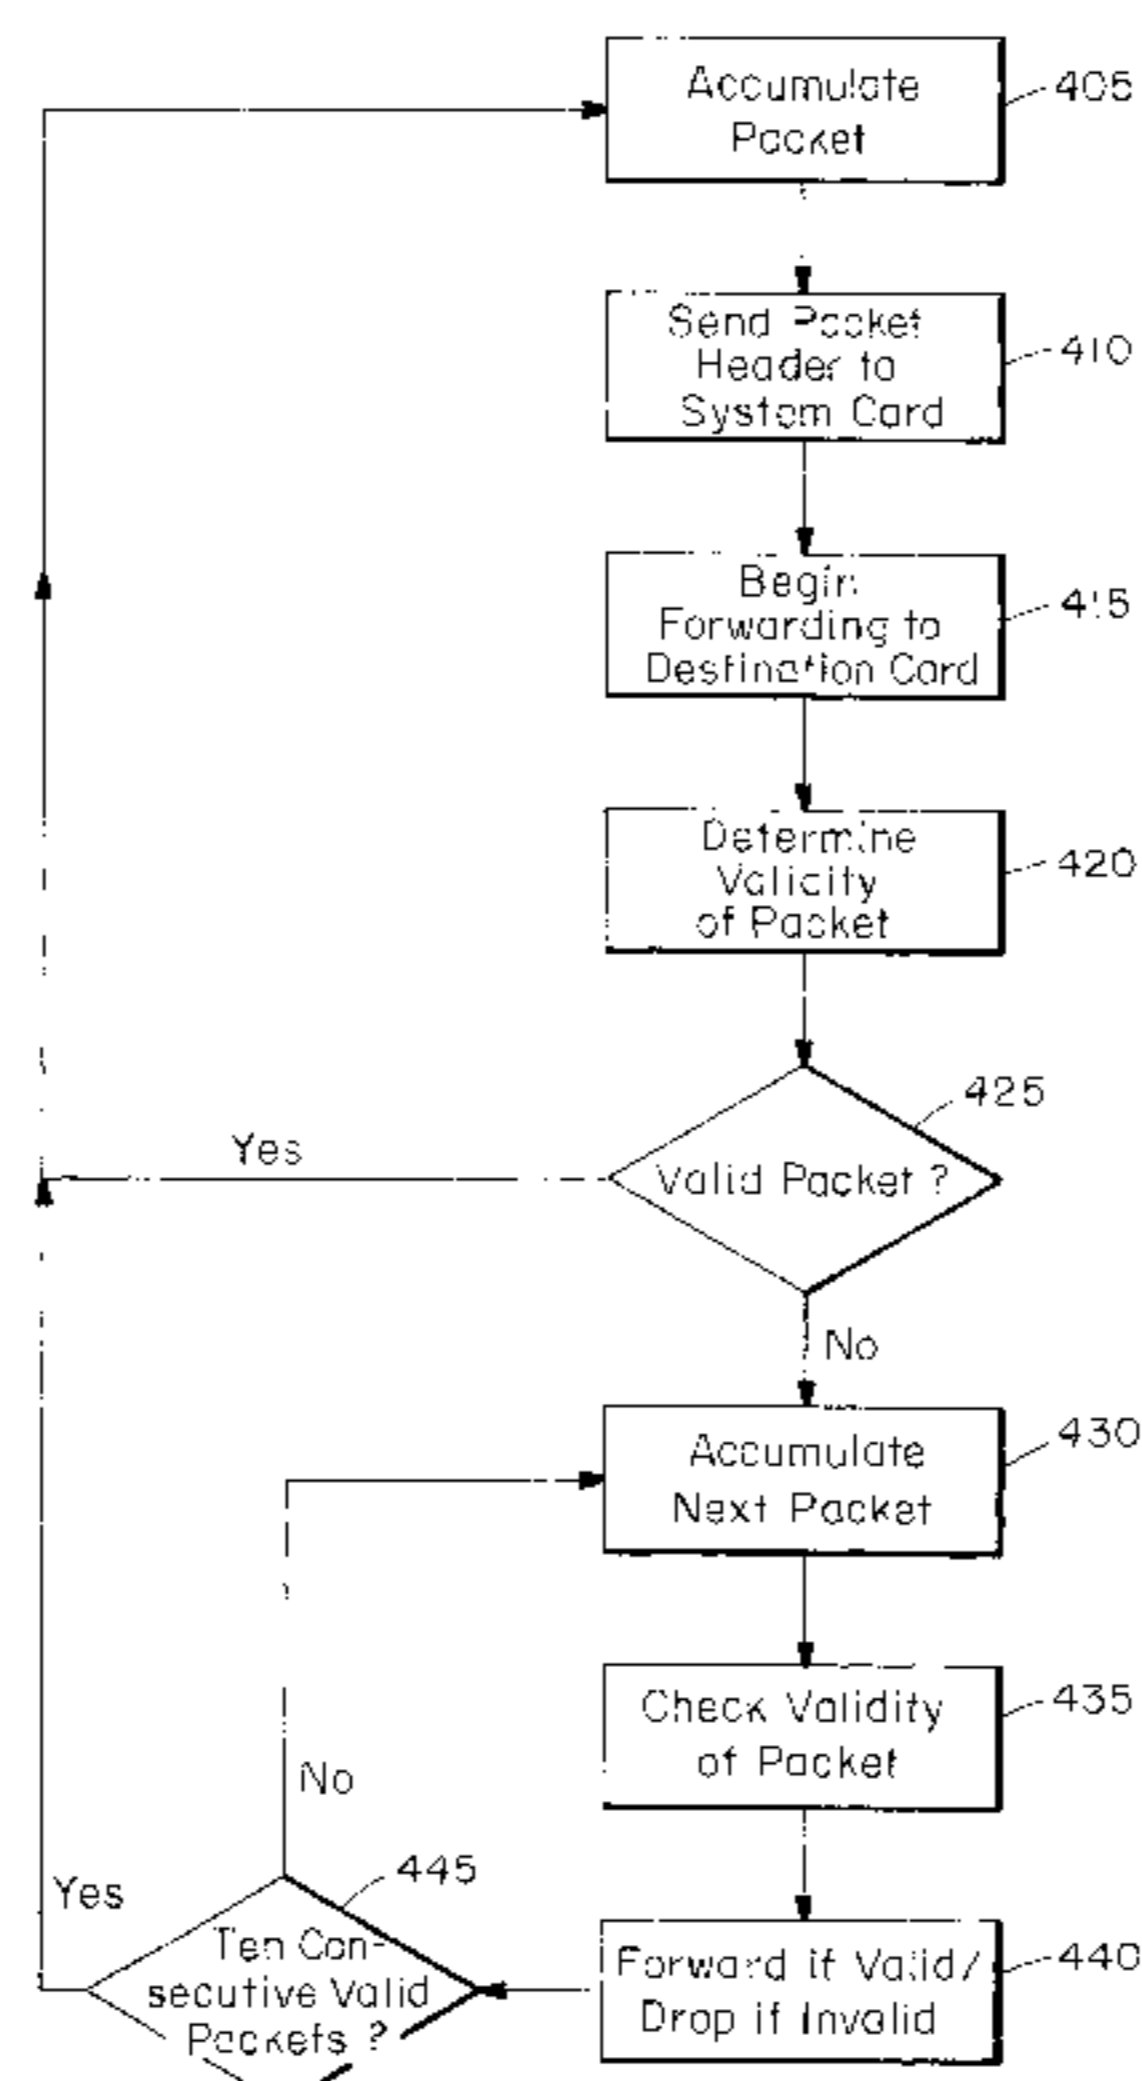 Accumulate
Packet
405
Send Packet
Header to
System Card
410
Begin
Forwarding to
Destination Card
415
Determine
Validity
of Packet
420
425
Yes
Valid Packet ?
No
Accumulate
Next Packet
430
Check Validity
of Packet
435
No
445
Yes
Ten Con-
secutive Valid
Packets ?
Forward if Valid/
Drop if Invalid
440